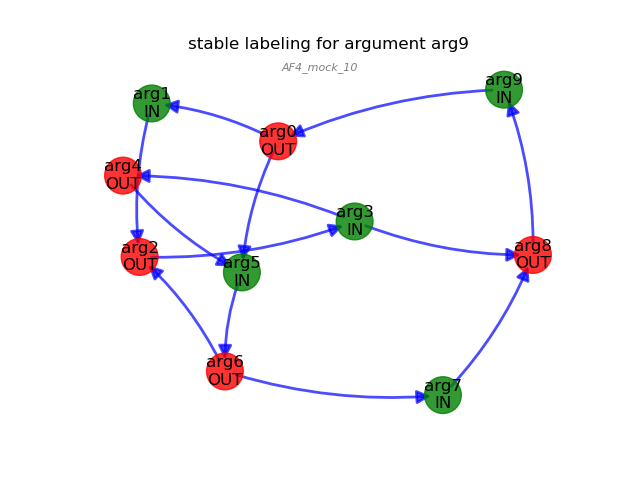 stable labeling for argument arg9
AF4_mock_10
arg9
IN
arg1
IN
arg0
OUT
arg4
OUT
arg3
IN
arg2
OUT
arg8
OUT
arg5
IN
arg6
OUT
arg7
IN